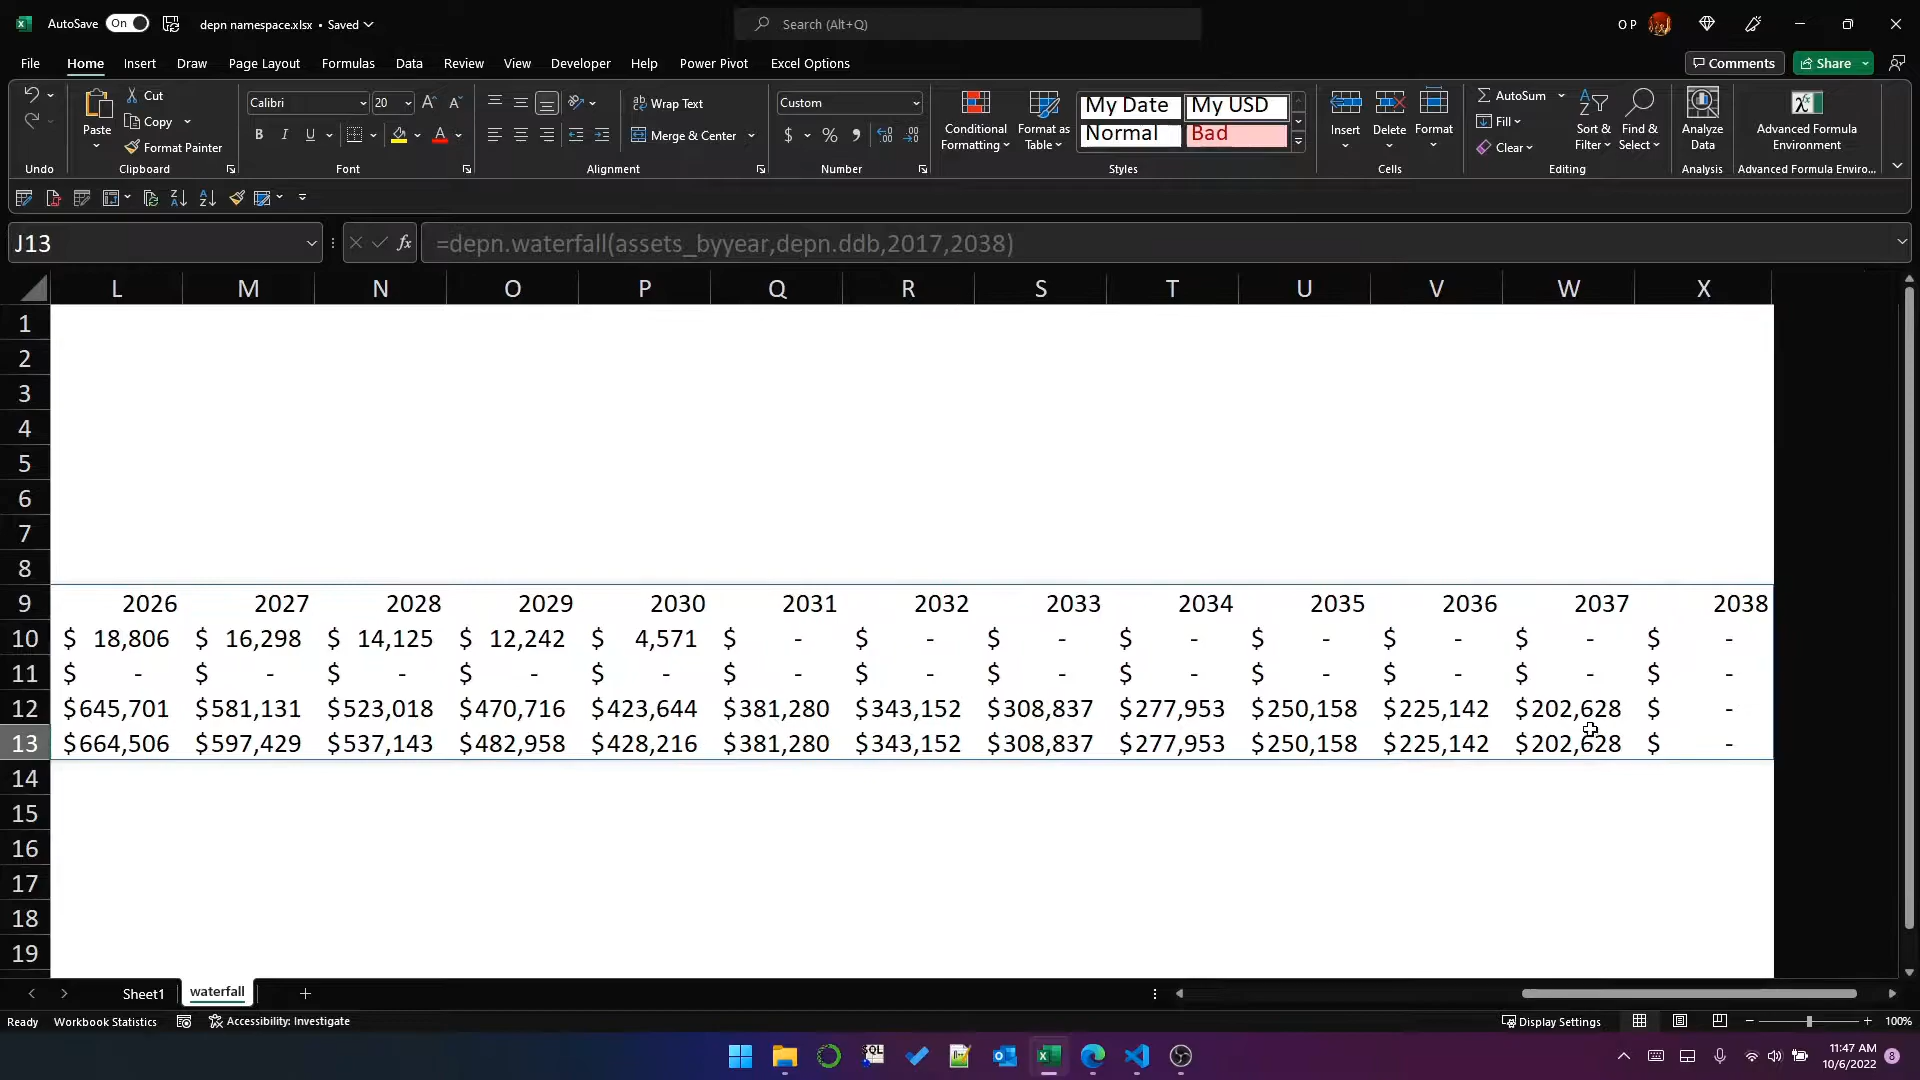 AutoSave On depn namespace.xlsx • Saved Search (Alt+Q) O P
File Home Insert Draw Page Layout Formulas Data Review View Developer Help Power Pivot Excel Options Comments Share
Paste Cut Copy Format Painter
Calibri 20 B I U
Wrap Text
Merge & Center
Custom
$ %
Conditional Formatting Format as Table
My Date My USD
Normal Bad
Insert Delete Format
AutoSum Fill Clear
Sort & Filter Find & Select
Analyze Data
Advanced Formula Environment
Undo Clipboard Font Alignment Number Styles Cells Editing Analysis Advanced Formula Enviro...
J13 fx =depn.waterfall(assets_byyear,depn.ddb,2017,2038)
L M N O P Q R S T U V W X
1
2
3
4
5
6
7
8
9 2026 2027 2028 2029 2030 2031 2032 2033 2034 2035 2036 2037 2038
10 $ 18,806 $ 16,298 $ 14,125 $ 12,242 $ 4,571 $ - $ - $ - $ - $ - $ - $ - $ -
11 $ - $ - $ - $ - $ - $ - $ - $ - $ - $ - $ - $ - $ -
12 $645,701 $581,131 $523,018 $470,716 $423,644 $381,280 $343,152 $308,837 $277,953 $250,158 $225,142 $202,628 $ -
13 $664,506 $597,429 $537,143 $482,958 $428,216 $381,280 $343,152 $308,837 $277,953 $250,158 $225,142 $202,628 $ -
14
15
16
17
18
19
Sheet1 waterfall
Ready Workbook Statistics Accessibility: Investigate Display Settings 100%
SQL
11:47 AM
10/6/2022 8